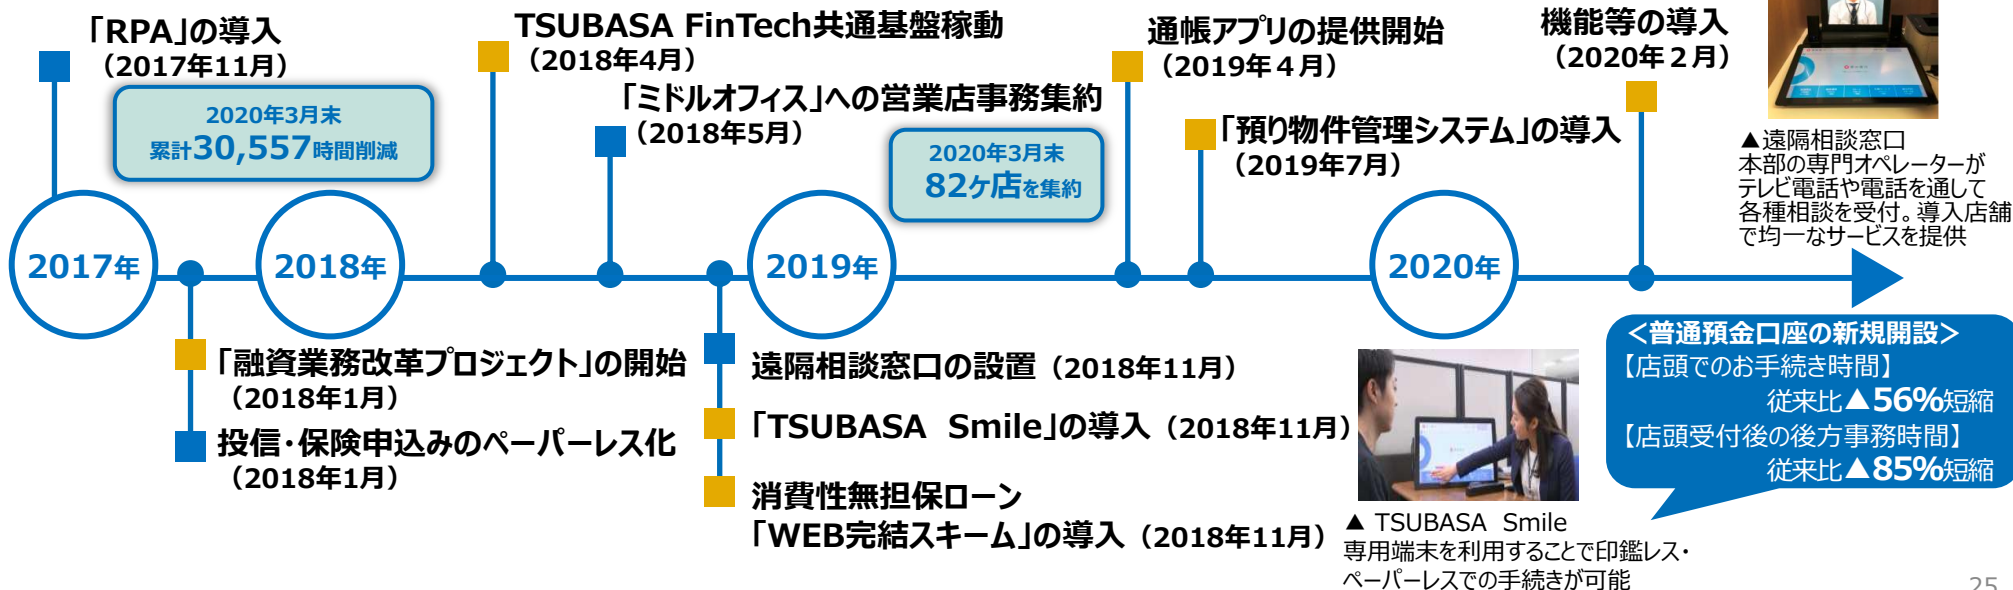 「RPA」の導入
（2017年11月）
2020年3月末
累計30,557時間削減
TSUBASA FinTech共通基盤稼動
（2018年4月）
「ミドルオフィス」への営業店事務集約
（2018年5月）
2020年3月末
82ケ店を集約
通帳アプリの提供開始
（2019年４月）
「預り物件管理システム」の導入
（2019年7月）
機能等の導入
（2020年２月）
▲遠隔相談窓口
本部の専門オペレーターが
テレビ電話や電話を通して
各種相談を受付。導入店舗
で均一なサービスを提供
2017年
2018年
2019年
2020年
「融資業務改革プロジェクト」の開始
（2018年1月）
投信・保険申込みのペーパーレス化
（2018年1月）
遠隔相談窓口の設置（2018年11月）
「TSUBASA　Smile」の導入（2018年11月）
消費性無担保ローン
「WEB完結スキーム」の導入（2018年11月）
▲ TSUBASA　Smile
専用端末を利用することで印鑑レス・
ペーパーレスでの手続きが可能
＜普通預金口座の新規開設＞
【店頭でのお手続き時間】
従来比▲56%短縮
【店頭受付後の後方事務時間】
従来比▲85%短縮
25